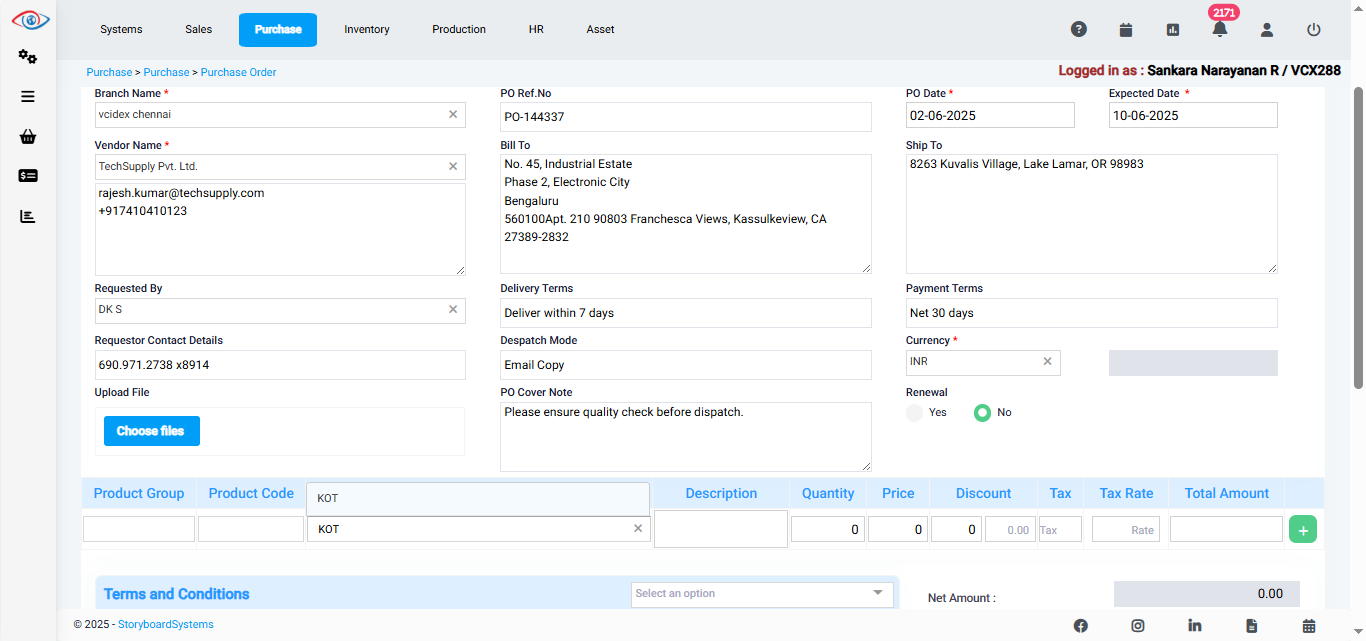 Systems
Sales
Purchase
Inventory
Production
HR
Asset
2171
Purchase > Purchase > Purchase Order
Logged in as : Sankara Narayanan R / VCX288
Branch Name *
vcidex chennai
PO Ref.No
PO-144337
PO Date *
02-06-2025
Expected Date *
10-06-2025
Vendor Name *
TechSupply Pvt. Ltd.
rajesh.kumar@techsupply.com
+917410410123
Bill To
No. 45, Industrial Estate
Phase 2, Electronic City
Bengaluru
560100Apt. 210 90803 Franchesca Views, Kassulkeview, CA
27389-2832
Ship To
8263 Kuvalis Village, Lake Lamar, OR 98983
Requested By
DK S
Delivery Terms
Deliver within 7 days
Payment Terms
Net 30 days
Requestor Contact Details
690.971.2738 x8914
Despatch Mode
Email Copy
Currency *
INR
Upload File
Choose files
PO Cover Note
Please ensure quality check before dispatch.
Renewal
Yes
No
Product Group
Product Code
KOT
Description
Quantity
Price
Discount
Tax
Tax Rate
Total Amount
KOT
0
0
0
0.00
Tax
Rate
+
Terms and Conditions
Select an option
Net Amount :
0.00
© 2025 - StoryboardSystems